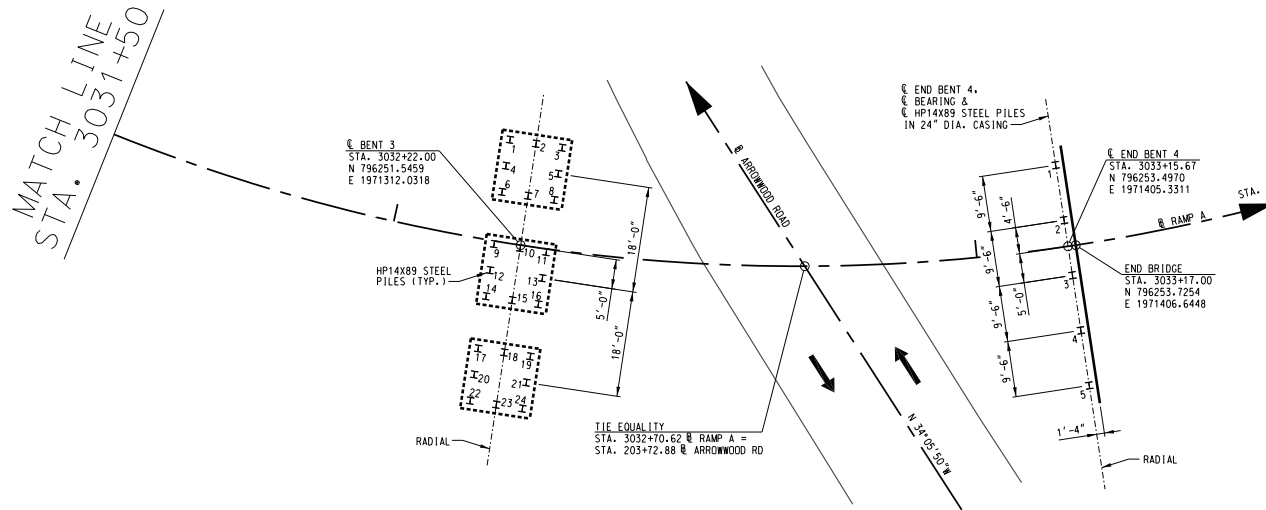 MATCH LINE
STA. 3031+50
℄ BENT 3
STA. 3032+22.00
N 796251.5459
E 1971312.0318
1
2
3
4
5
6
7
8
9
10
11
12
13
14
15
16
HP14X89 STEEL
PILES (TYP.)
17
18
19
20
21
22
23
24
RADIAL
18'-0"
5'-0"
18'-0"
℄ ARROWWOOD ROAD
N 34°05'50"W
TIE EQUALITY
STA. 3032+70.62 ℄ RAMP A =
STA. 203+72.88 ℄ ARROWWOOD RD
℄ END BENT 4,
℄ BEARING &
℄ HP14X89 STEEL PILES
IN 24" DIA. CASING
℄ END BENT 4
STA. 3033+15.67
N 796253.4970
E 1971405.3311
STA.
℄ RAMP A
END BRIDGE
STA. 3033+17.00
N 796253.7254
E 1971406.6448
1
2
3
4
5
9'-6"
9'-6"
9'-6"
9'-6"
4'-6"
5'-0"
1'-4"
RADIAL